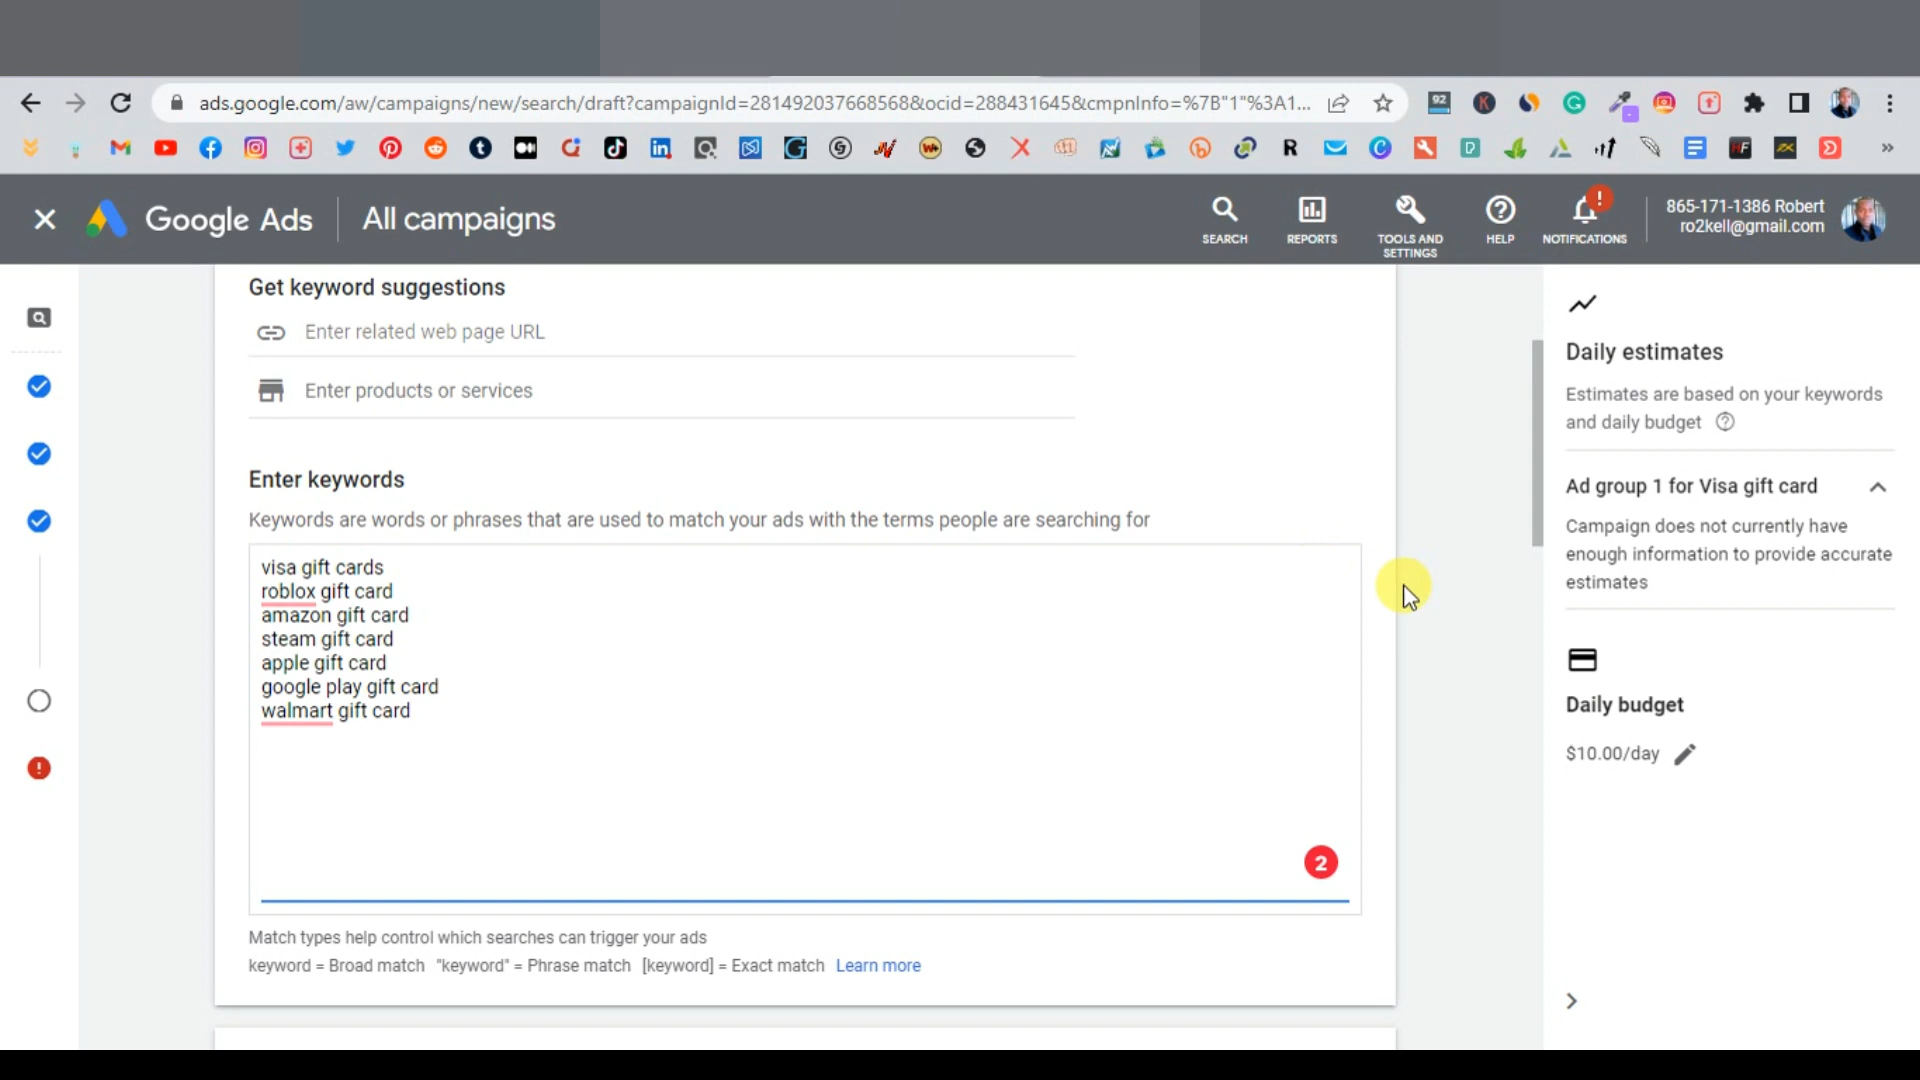 ads.google.com/aw/campaigns/new/search/draft?campaignId=281492037668568&ocid=288431645&cmpnInfo=%7B"1"%3A1...
92
Google Ads
All campaigns
SEARCH
REPORTS
TOOLS AND
SETTINGS
HELP
NOTIFICATIONS
865-171-1386 Robert
ro2kell@gmail.com
Get keyword suggestions
Enter related web page URL
Enter products or services
Enter keywords
Keywords are words or phrases that are used to match your ads with the terms people are searching for
visa gift cards
roblox gift card
amazon gift card
steam gift card
apple gift card
google play gift card
walmart gift card
2
Match types help control which searches can trigger your ads
keyword = Broad match "keyword" = Phrase match [keyword] = Exact match Learn more
Daily estimates
Estimates are based on your keywords
and daily budget
Ad group 1 for Visa gift card
Campaign does not currently have
enough information to provide accurate
estimates
Daily budget
$10.00/day